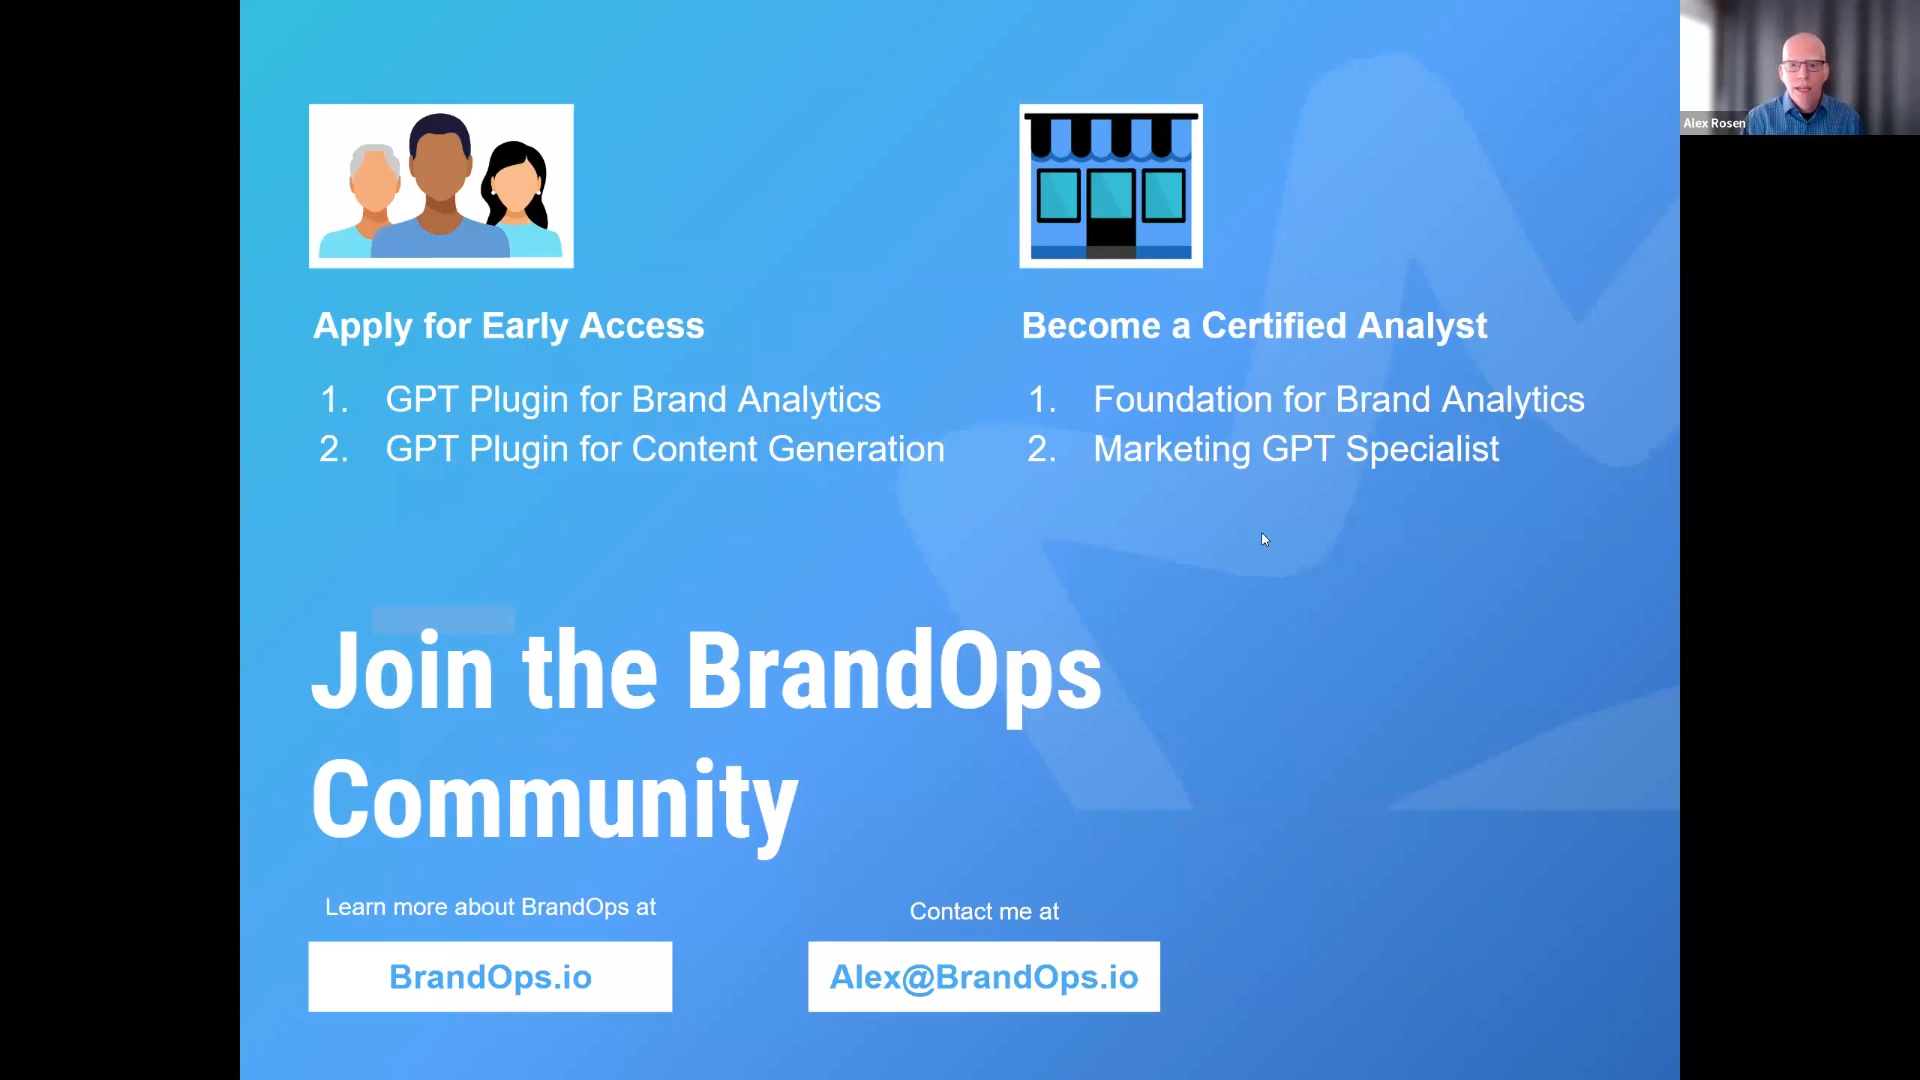 Alex Rosen
Apply for Early Access
1. GPT Plugin for Brand Analytics
2. GPT Plugin for Content Generation
Become a Certified Analyst
1. Foundation for Brand Analytics
2. Marketing GPT Specialist
Join the BrandOps
Community
Learn more about BrandOps at
BrandOps.io
Contact me at
Alex@BrandOps.io